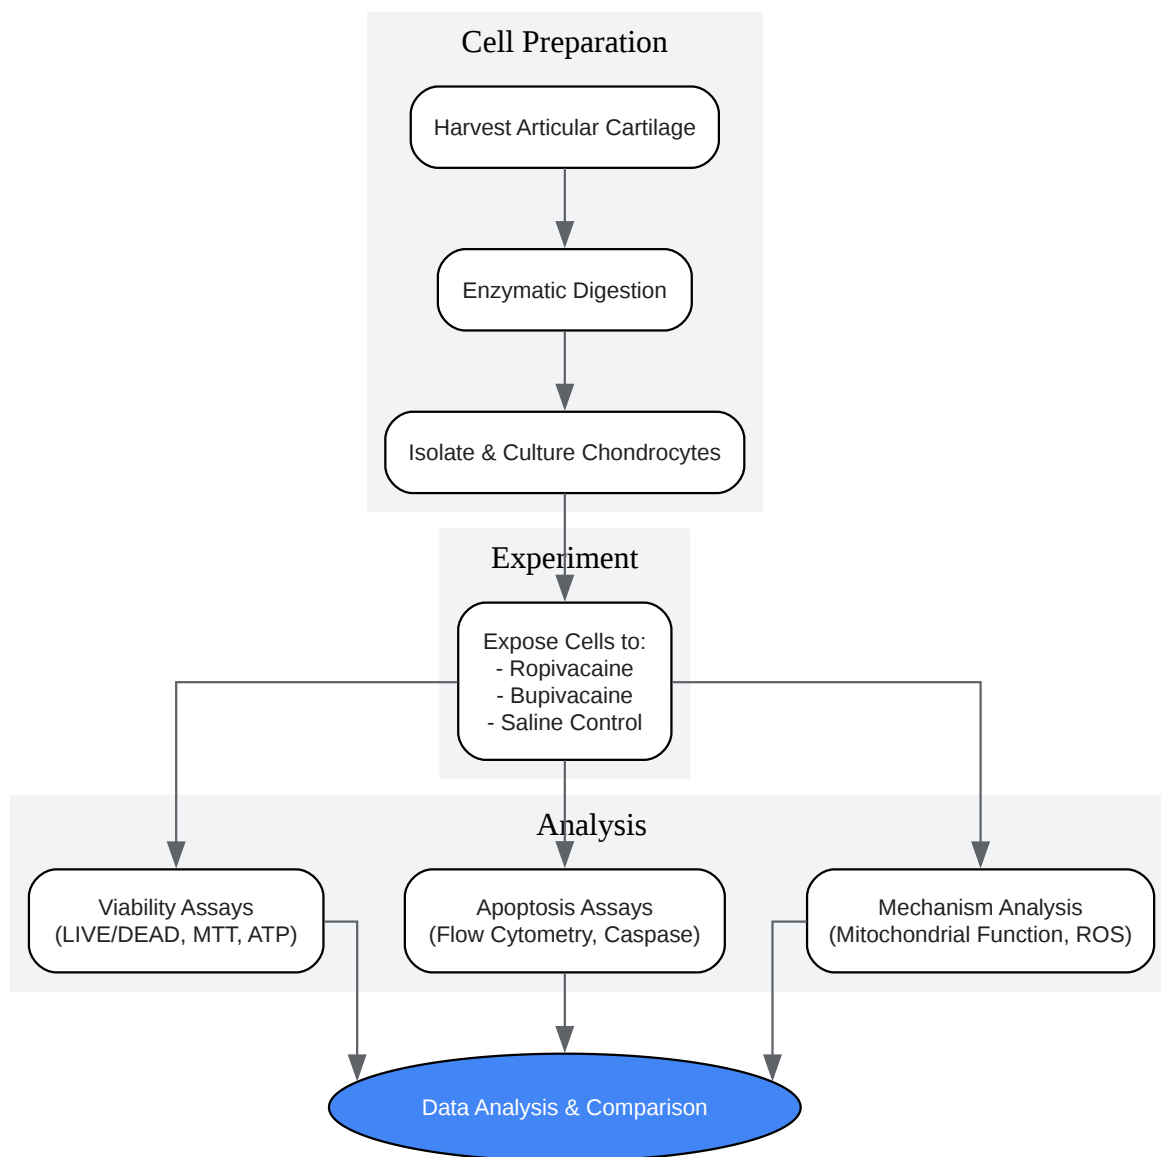 Cell Preparation
Harvest Articular Cartilage
Enzymatic Digestion
Isolate & Culture Chondrocytes
Experiment
Expose Cells to:
- Ropivacaine
- Bupivacaine
- Saline Control
Analysis
Viability Assays
(LIVE/DEAD, MTT, ATP)
Apoptosis Assays
(Flow Cytometry, Caspase)
Mechanism Analysis
(Mitochondrial Function, ROS)
Data Analysis & Comparison